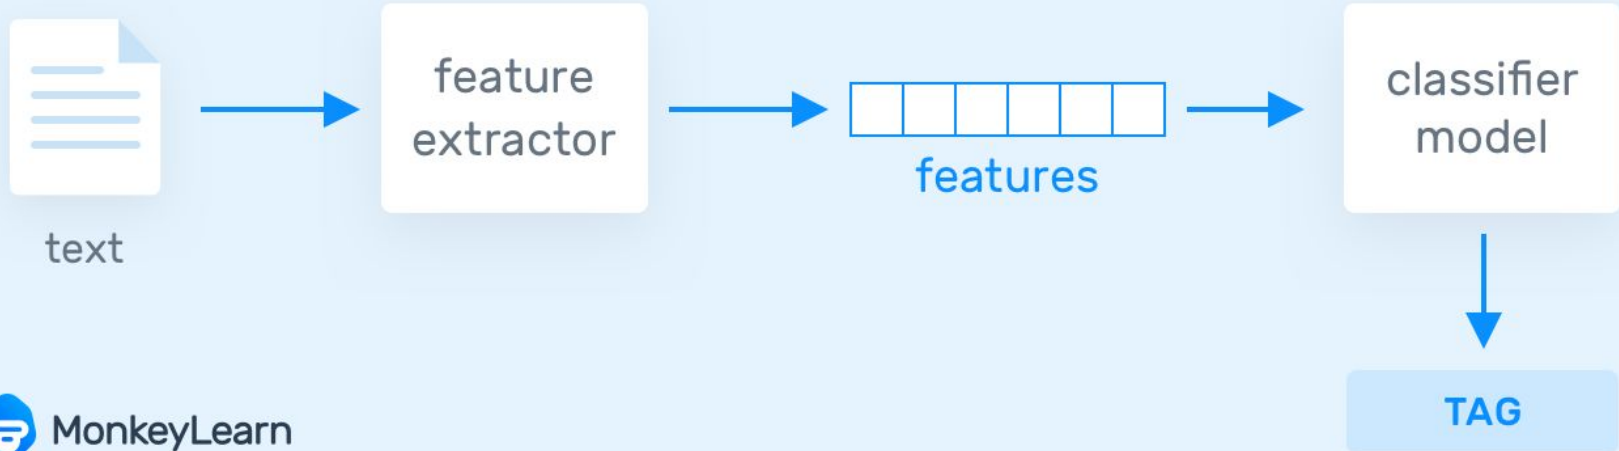 text
feature
extractor
features
classifier
model
TAG
MonkeyLearn